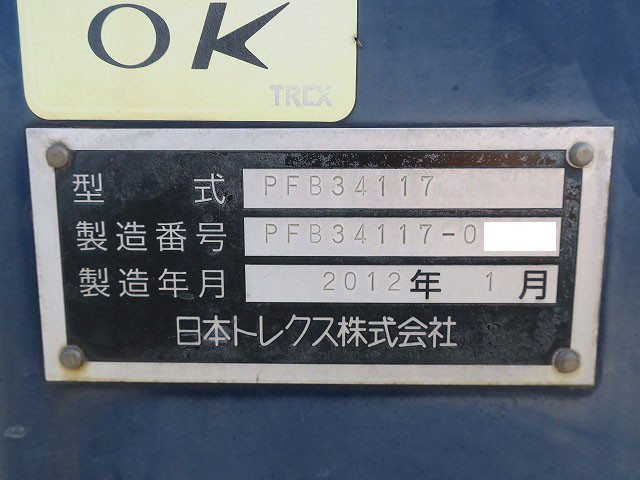 OK
TREX
型式 PFB34117
製造番号 PFB34117-0
製造年月 2012年 1月
日本トレクス株式会社